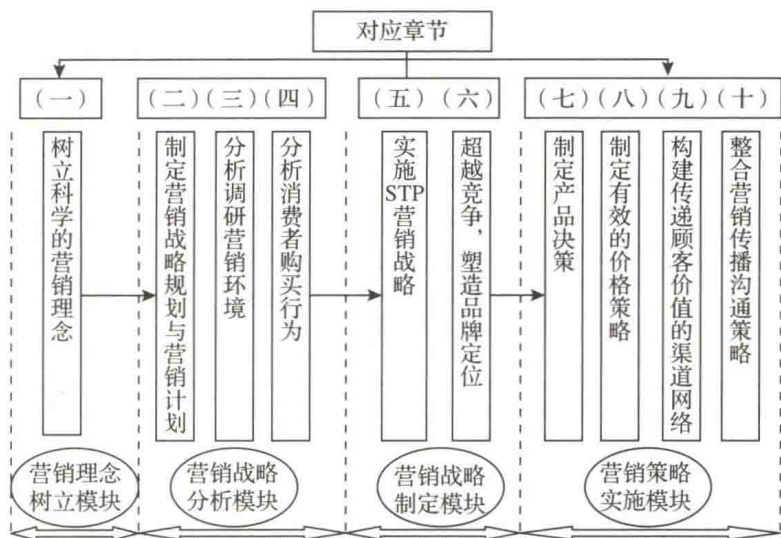 对应章节
（一）
（二）（三）（四）
（五）（六）
（七）（八）（九）（十）
树立科学的营销理念
制定营销战略规划与营销计划
分析调研营销环境
分析消费者购买行为
实施STP营销战略
超越竞争，塑造品牌定位
制定产品决策
制定有效的价格策略
构建传递顾客价值的渠道网络
整合营销传播沟通策略
营销理念
树立模块
营销战略
分析模块
营销战略
制定模块
营销策略
实施模块